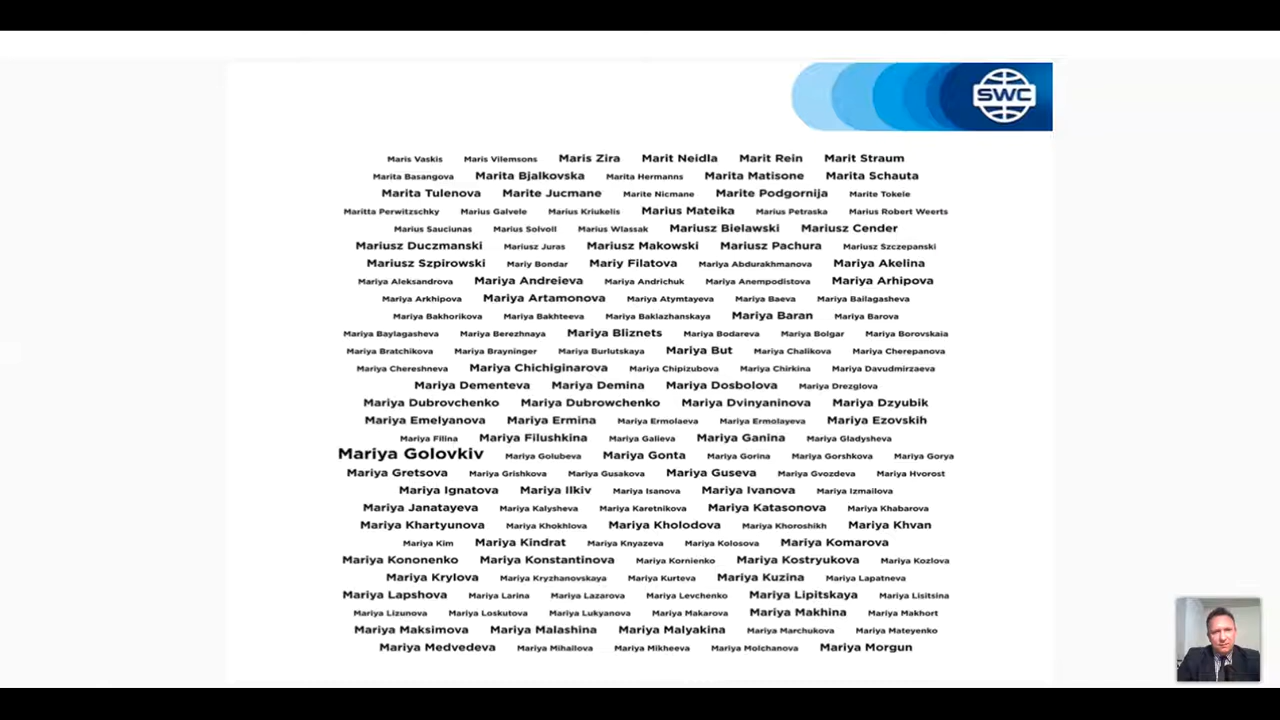 SWC
Maris Vaskis Maris Vilemsons Maris Zira Marit Neidla Marit Rein Marit Straum
Marita Basangova Marita Bjalkovska Marita Hermanns Marita Matisone Marita Schauta
Marita Tulenova Marite Jucmane Marite Nicmane Marite Podgornija Marite Tokele
Maritta Perwitzschky Marius Galvele Marius Kriukelis Marius Mateika Marius Petraska Marius Robert Weerts
Marius Sauciunas Marius Solvoll Marius Wlassak Mariusz Bielawski Mariusz Cender
Mariusz Duczmanski Mariusz Juras Mariusz Makowski Mariusz Pachura Mariusz Szczepanski
Mariusz Szpirowski Mariy Bondar Mariy Filatova Mariya Abdurakhmanova Mariya Akelina
Mariya Aleksandrova Mariya Andreieva Mariya Andrichuk Mariya Anempodistova Mariya Arhipova
Mariya Arkhipova Mariya Artamonova Mariya Atymtayeva Mariya Baeva Mariya Bailagasheva
Mariya Bakhorikova Mariya Bakhteeva Mariya Baklazhanskaya Mariya Baran Mariya Barova
Mariya Baylagasheva Mariya Berezhnaya Mariya Bliznets Mariya Bodareva Mariya Bolgar Mariya Borovskaia
Mariya Bratchikova Mariya Brayninger Mariya Burlutskaya Mariya But Mariya Chalikova Mariya Cherepanova
Mariya Chereshneva Mariya Chichiginarova Mariya Chipizubova Mariya Chirkina Mariya Davudmirzaeva
Mariya Dementeva Mariya Demina Mariya Dosbolova Mariya Drezglova
Mariya Dubrovchenko Mariya Dubrowchenko Mariya Dvinyaninova Mariya Dzyubik
Mariya Emelyanova Mariya Ermina Mariya Ermolaeva Mariya Ermolayeva Mariya Ezovskih
Mariya Filina Mariya Filushkina Mariya Galieva Mariya Ganina Mariya Gladysheva
Mariya Golovkiv Mariya Golubeva Mariya Gonta Mariya Gorina Mariya Gorshkova Mariya Gorya
Mariya Gretsova Mariya Grishkova Mariya Gusakova Mariya Guseva Mariya Gvozdeva Mariya Hvorost
Mariya Ignatova Mariya Ilkiv Mariya Isanova Mariya Ivanova Mariya Izmailova
Mariya Janatayeva Mariya Kalysheva Mariya Karetnikova Mariya Katasonova Mariya Khabarova
Mariya Khartyunova Mariya Khokhlova Mariya Kholodova Mariya Khoroshikh Mariya Khvan
Mariya Kim Mariya Kindrat Mariya Knyazeva Mariya Kolosova Mariya Komarova
Mariya Kononenko Mariya Konstantinova Mariya Kornienko Mariya Kostryukova Mariya Kozlova
Mariya Krylova Mariya Kryzhanovskaya Mariya Kurteva Mariya Kuzina Mariya Lapatneva
Mariya Lapshova Mariya Larina Mariya Lazarova Mariya Levchenko Mariya Lipitskaya Mariya Lisitsina
Mariya Lizunova Mariya Loskutova Mariya Lukyanova Mariya Makarova Mariya Makhina Mariya Makhort
Mariya Maksimova Mariya Malashina Mariya Malyakina Mariya Marchukova Mariya Mateyenko
Mariya Medvedeva Mariya Mihailova Mariya Mikheeva Mariya Molchanova Mariya Morgun